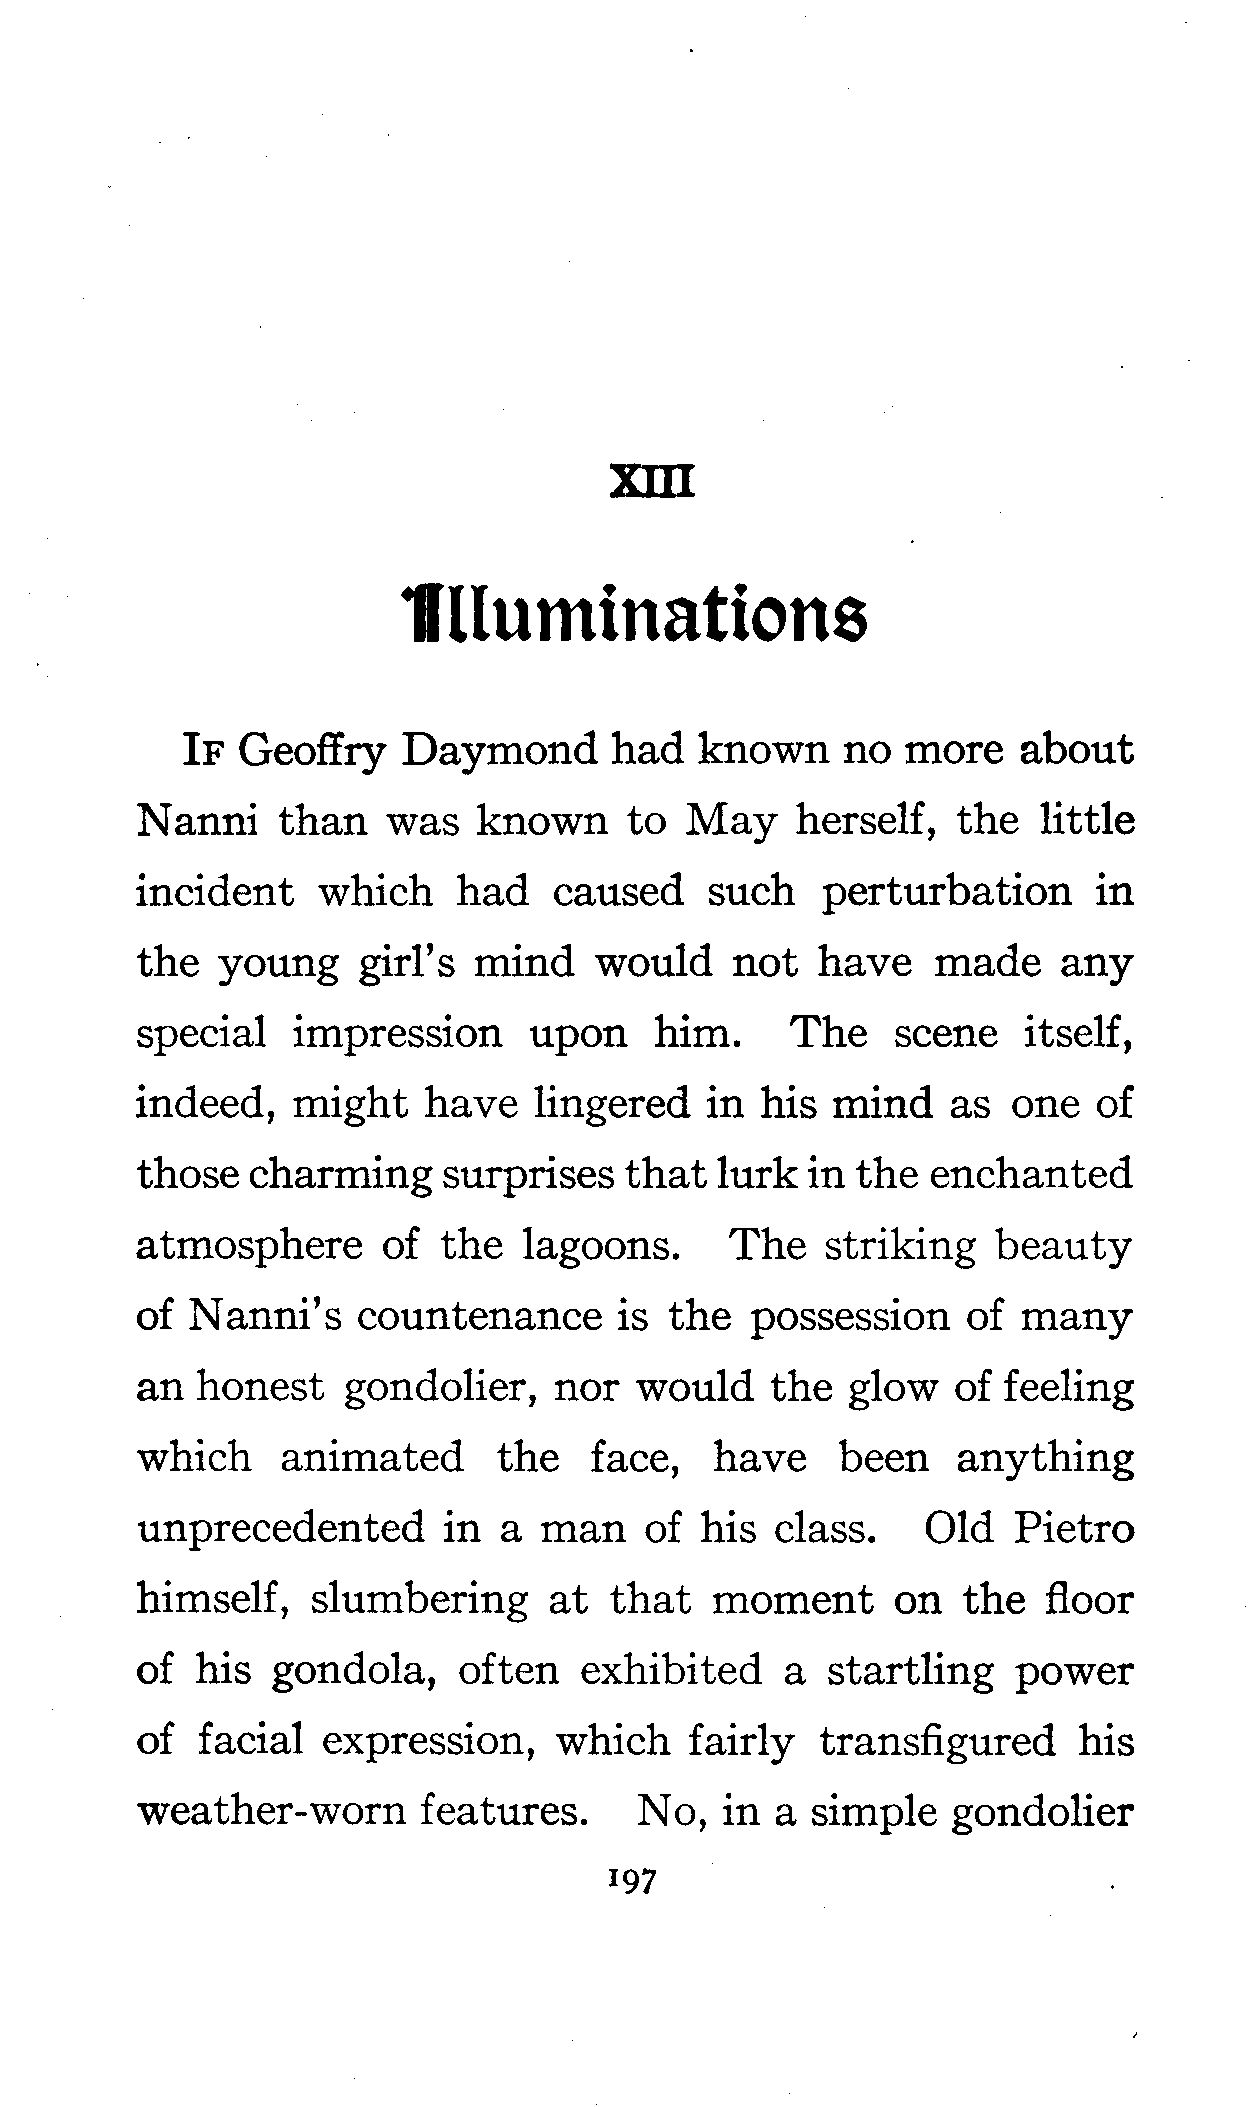 XIII
Illuminations
IF Geoffry Daymond had known no more about
Nanni than was known to May herself, the little
incident which had caused such perturbation in
the young girl's mind would not have made any
special impression upon him. The scene itself,
indeed, might have lingered in his mind as one of
those charming surprises that lurk in the enchanted
atmosphere of the lagoons. The striking beauty
of Nanni's countenance is the possession of many
an honest gondolier, nor would the glow of feeling
which animated the face, have been anything
unprecedented in a man of his class. Old Pietro
himself, slumbering at that moment on the floor
of his gondola, often exhibited a startling power
of facial expression, which fairly transfigured his
weather-worn features. No, in a simple gondolier
197